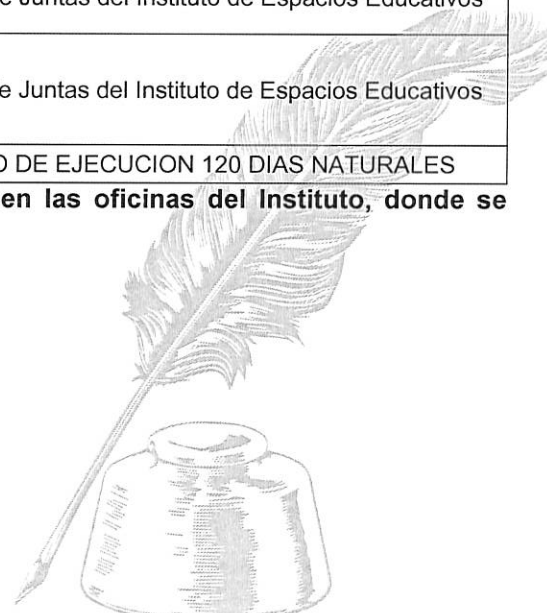 e Juntas del Instituto de Espacios Educativos
e Juntas del Instituto de Espacios Educativos
O DE EJECUCION 120 DIAS NATURALES
en las oficinas del Instituto, donde se